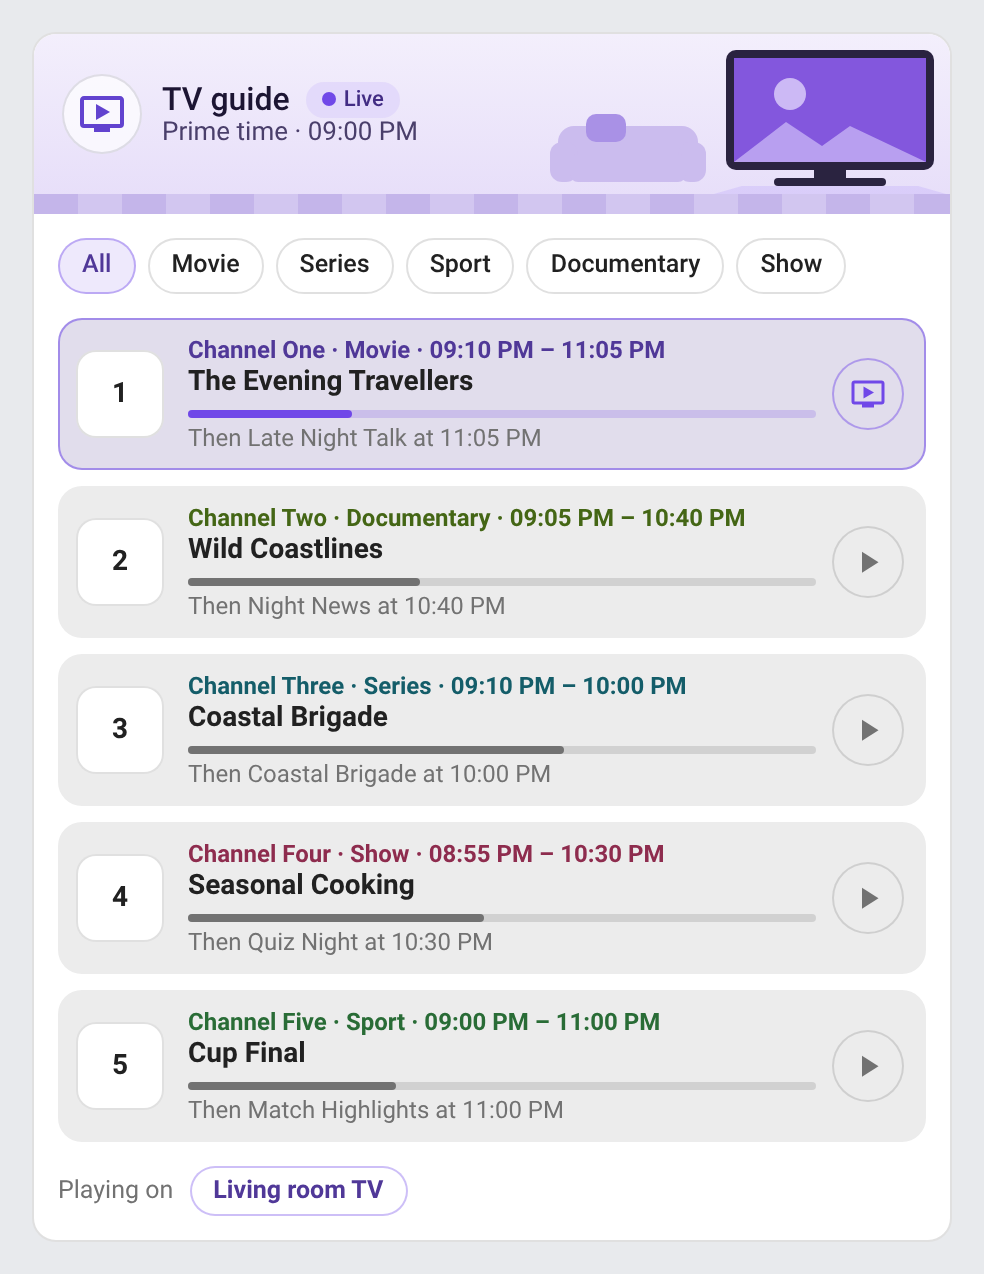 TV guide
Live
Prime time · 09:00 PM
All
Movie
Series
Sport
Documentary
Show
1
Channel One · Movie · 09:10 PM – 11:05 PM
The Evening Travellers
Then Late Night Talk at 11:05 PM
2
Channel Two · Documentary · 09:05 PM – 10:40 PM
Wild Coastlines
Then Night News at 10:40 PM
3
Channel Three · Series · 09:10 PM – 10:00 PM
Coastal Brigade
Then Coastal Brigade at 10:00 PM
4
Channel Four · Show · 08:55 PM – 10:30 PM
Seasonal Cooking
Then Quiz Night at 10:30 PM
5
Channel Five · Sport · 09:00 PM – 11:00 PM
Cup Final
Then Match Highlights at 11:00 PM
Playing on
Living room TV